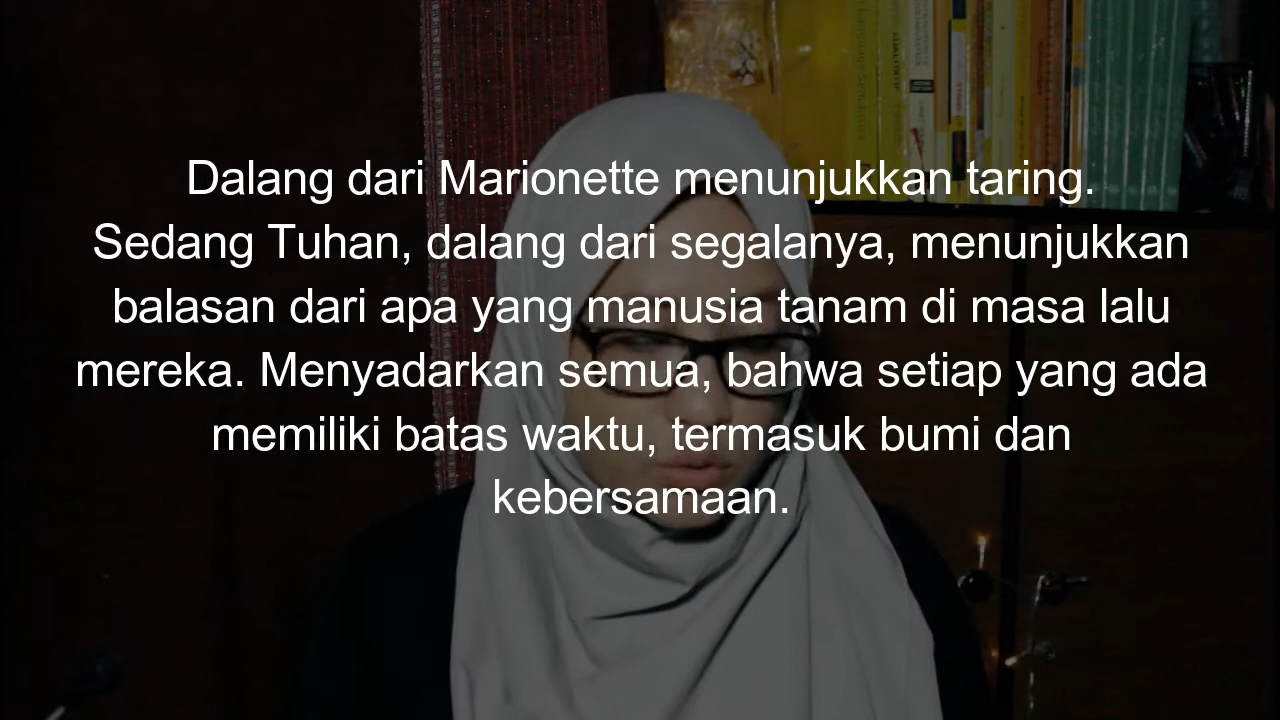 Dalang dari Marionette menunjukkan taring.
Sedang Tuhan, dalang dari segalanya, menunjukkan
balasan dari apa yang manusia tanam di masa lalu
mereka. Menyadarkan semua, bahwa setiap yang ada
memiliki batas waktu, termasuk bumi dan
kebersamaan.